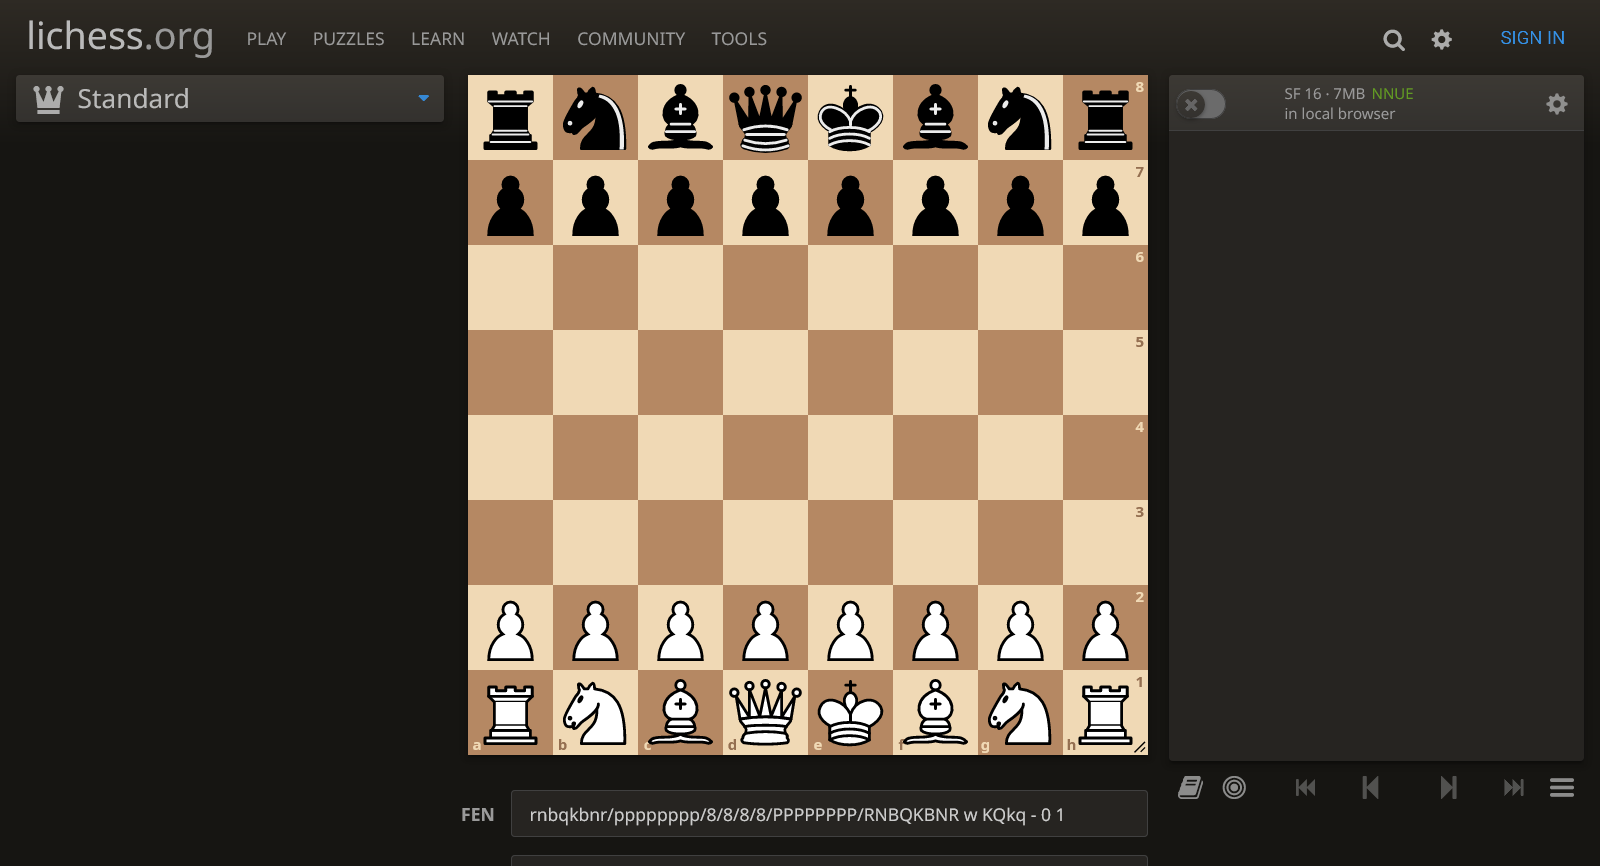 lichess.org PLAY PUZZLES LEARN WATCH COMMUNITY TOOLS SIGN IN
Standard
SF 16 · 7MB NNUE
in local browser
8
7
6
5
4
3
2
1
a b c d e f g h
FEN rnbqkbnr/pppppppp/8/8/8/8/PPPPPPPP/RNBQKBNR w KQkq - 0 1